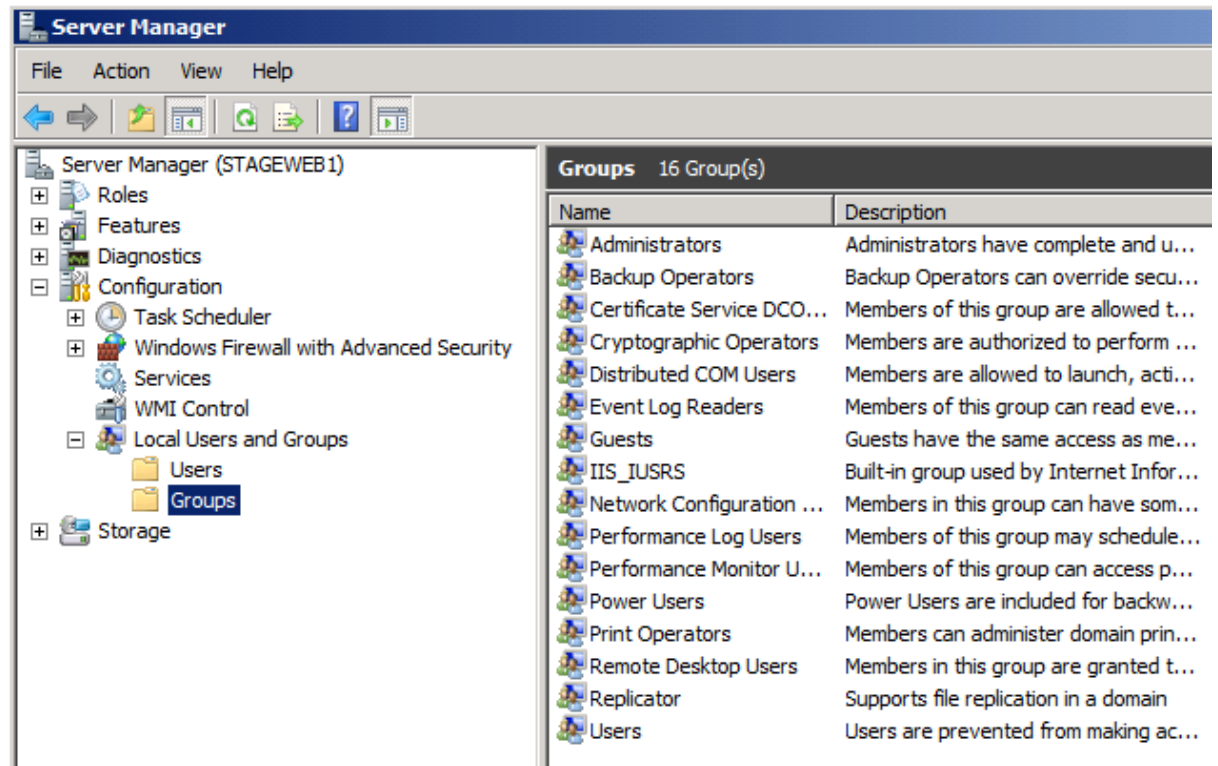 Server Manager
File Action View Help
Server Manager (STAGEWEB1)
Roles
Features
Diagnostics
Configuration
Task Scheduler
Windows Firewall with Advanced Security
Services
WMI Control
Local Users and Groups
Users
Groups
Storage
Groups 16 Group(s)
Name Description
Administrators Administrators have complete and u...
Backup Operators Backup Operators can override secu...
Certificate Service DCO... Members of this group are allowed t...
Cryptographic Operators Members are authorized to perform ...
Distributed COM Users Members are allowed to launch, acti...
Event Log Readers Members of this group can read eve...
Guests Guests have the same access as me...
IIS_IUSRS Built-in group used by Internet Infor...
Network Configuration ... Members in this group can have som...
Performance Log Users Members of this group may schedule...
Performance Monitor U... Members of this group can access p...
Power Users Power Users are included for backw...
Print Operators Members can administer domain prin...
Remote Desktop Users Members in this group are granted t...
Replicator Supports file replication in a domain
Users Users are prevented from making ac...